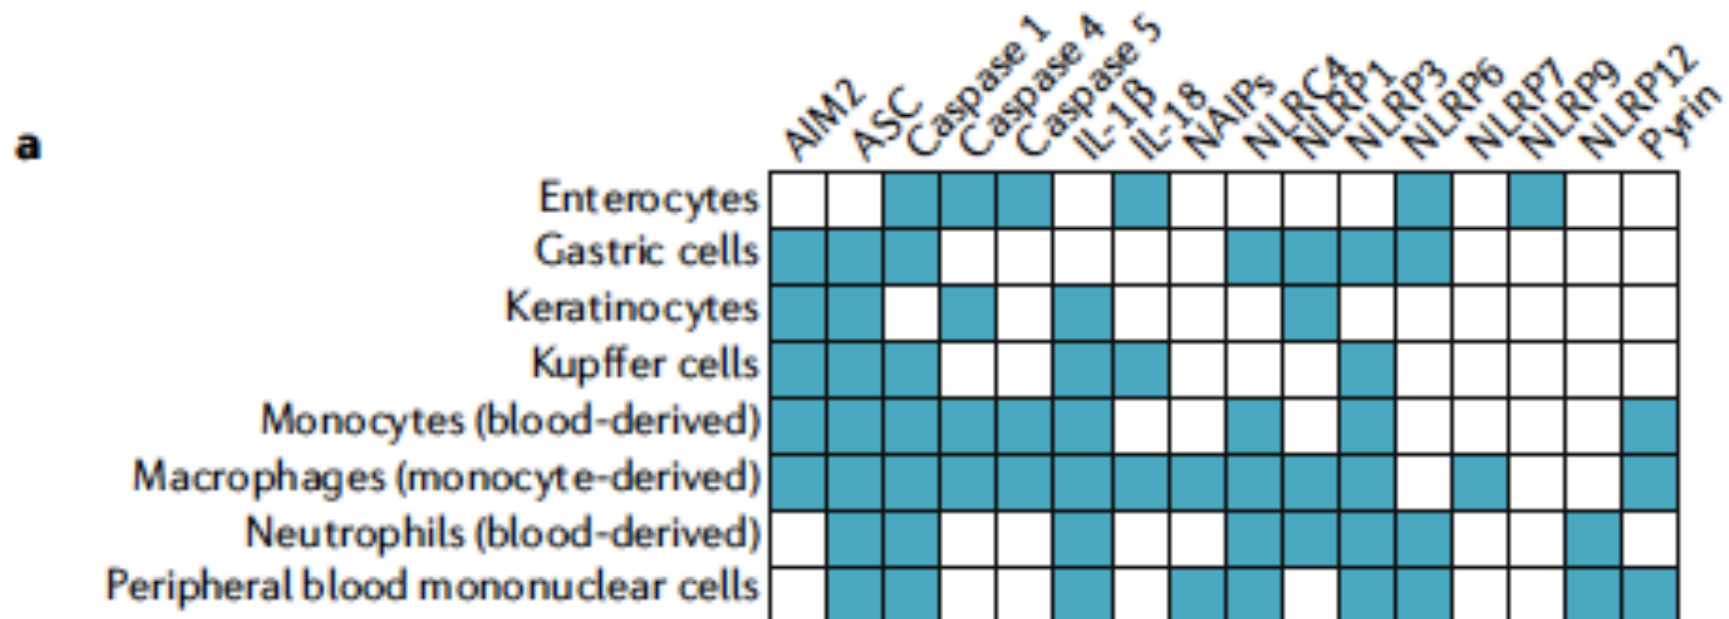 a
AIM2
ASC
Caspase 1
Caspase 4
Caspase 5
IL-1β
IL-18
NAIPs
NLRC4
NLRP1
NLRP3
NLRP6
NLRP7
NLRP9
NLRP12
Pyrin
Enterocytes
Gastric cells
Keratinocytes
Kupffer cells
Monocytes (blood-derived)
Macrophages (monocyte-derived)
Neutrophils (blood-derived)
Peripheral blood mononuclear cells